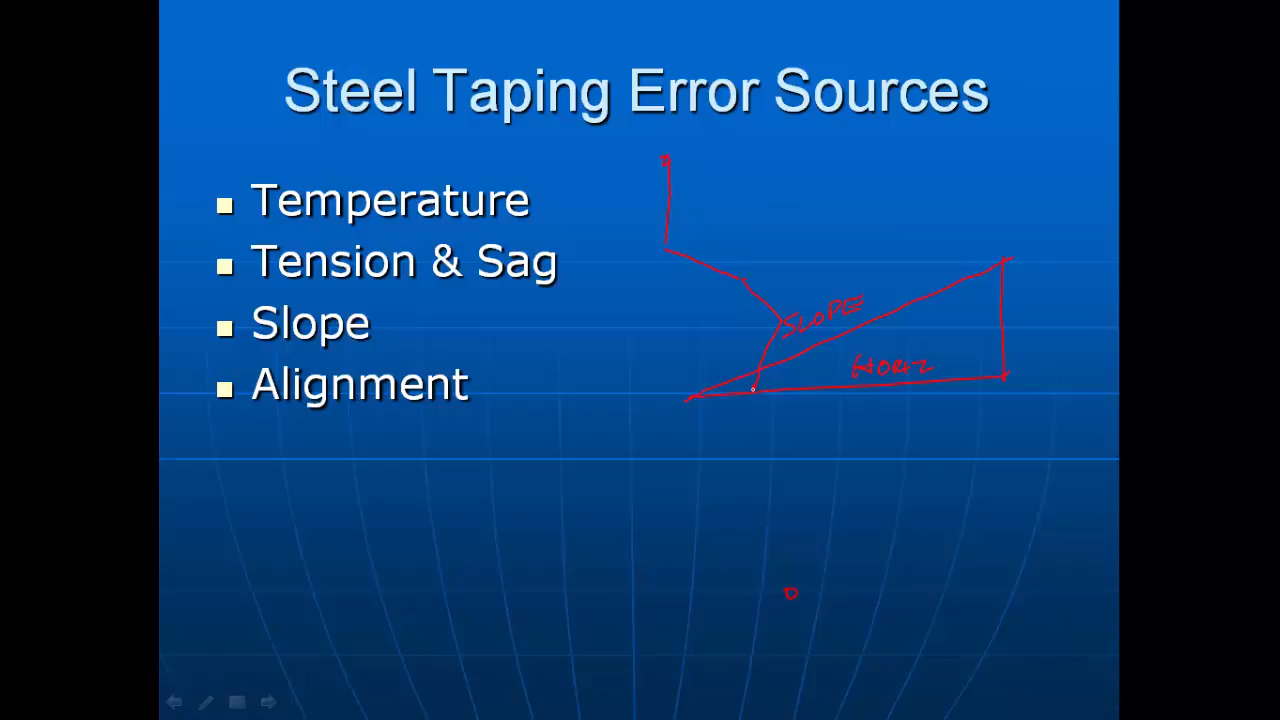 Steel Taping Error Sources
Temperature
Tension & Sag
Slope
Alignment
SLOPE
HORZ